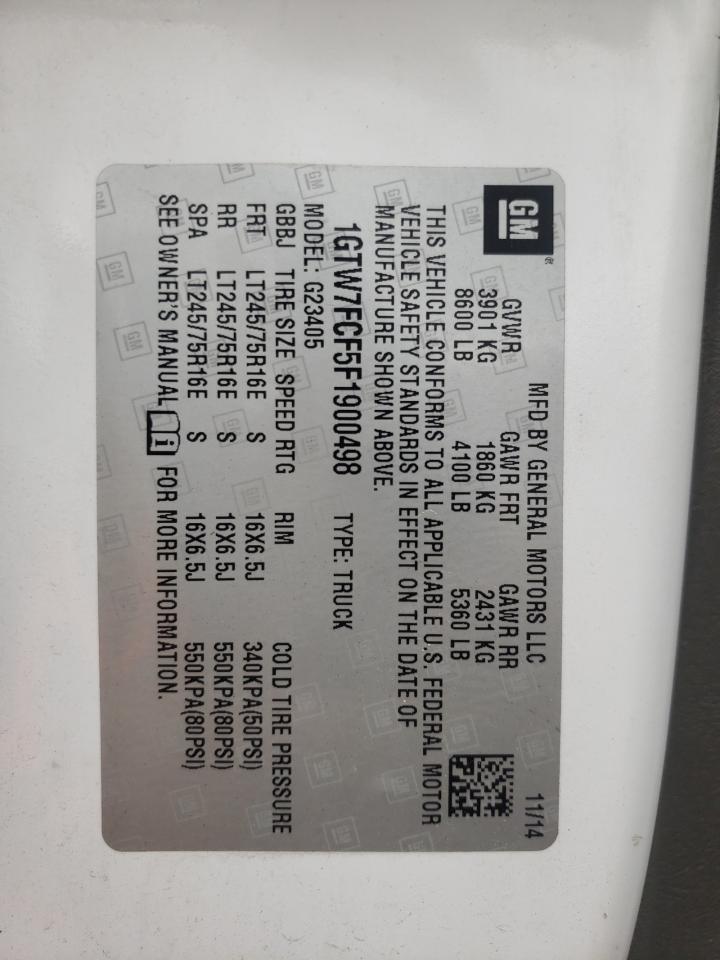 GM®
MFD BY GENERAL MOTORS LLC 11/14
GVWR GAWR FRT GAWR RR
3901 KG 1860 KG 2431 KG
8600 LB 4100 LB 5360 LB
THIS VEHICLE CONFORMS TO ALL APPLICABLE U.S. FEDERAL MOTOR
VEHICLE SAFETY STANDARDS IN EFFECT ON THE DATE OF
MANUFACTURE SHOWN ABOVE.
1GTW7FCF5F1900498 TYPE: TRUCK
MODEL: G23405
GBBJ TIRE SIZE SPEED RTG RIM COLD TIRE PRESSURE
FRT LT245/75R16E S 16X6.5J 340KPA(50PSI)
RR LT245/75R16E S 16X6.5J 550KPA(80PSI)
SPA LT245/75R16E S 16X6.5J 550KPA(80PSI)
SEE OWNER'S MANUAL i FOR MORE INFORMATION.